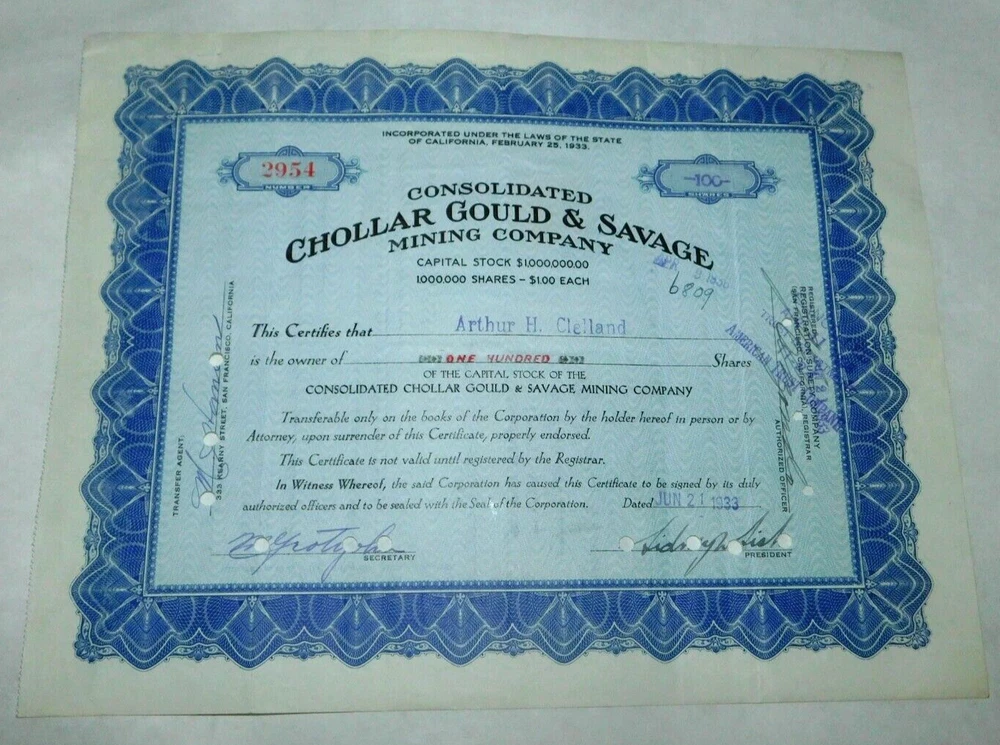 INCORPORATED UNDER THE LAWS OF THE STATE
OF CALIFORNIA, FEBRUARY 25, 1933.
2954
NUMBER
-100-
SHARES
CONSOLIDATED
CHOLLAR GOULD & SAVAGE
MINING COMPANY
CAPITAL STOCK $1,000,000.00
1,000,000 SHARES – $1.00 EACH
6809
This Certifies that Arthur H. Clelland
is the owner of ONE HUNDRED Shares
OF THE CAPITAL STOCK OF THE
CONSOLIDATED CHOLLAR GOULD & SAVAGE MINING COMPANY
Transferable only on the books of the Corporation by the holder hereof in person or by
Attorney, upon surrender of this Certificate, properly endorsed.
This Certificate is not valid until registered by the Registrar.
In Witness Whereof, the said Corporation has caused this Certificate to be signed by its duly
authorized officers and to be sealed with the Seal of the Corporation. Dated JUN 21 1933
SECRETARY
PRESIDENT
TRANSFER AGENT,
333 KEARNY STREET, SAN FRANCISCO, CALIFORNIA
REGISTRAR
AUTHORIZED OFFICER